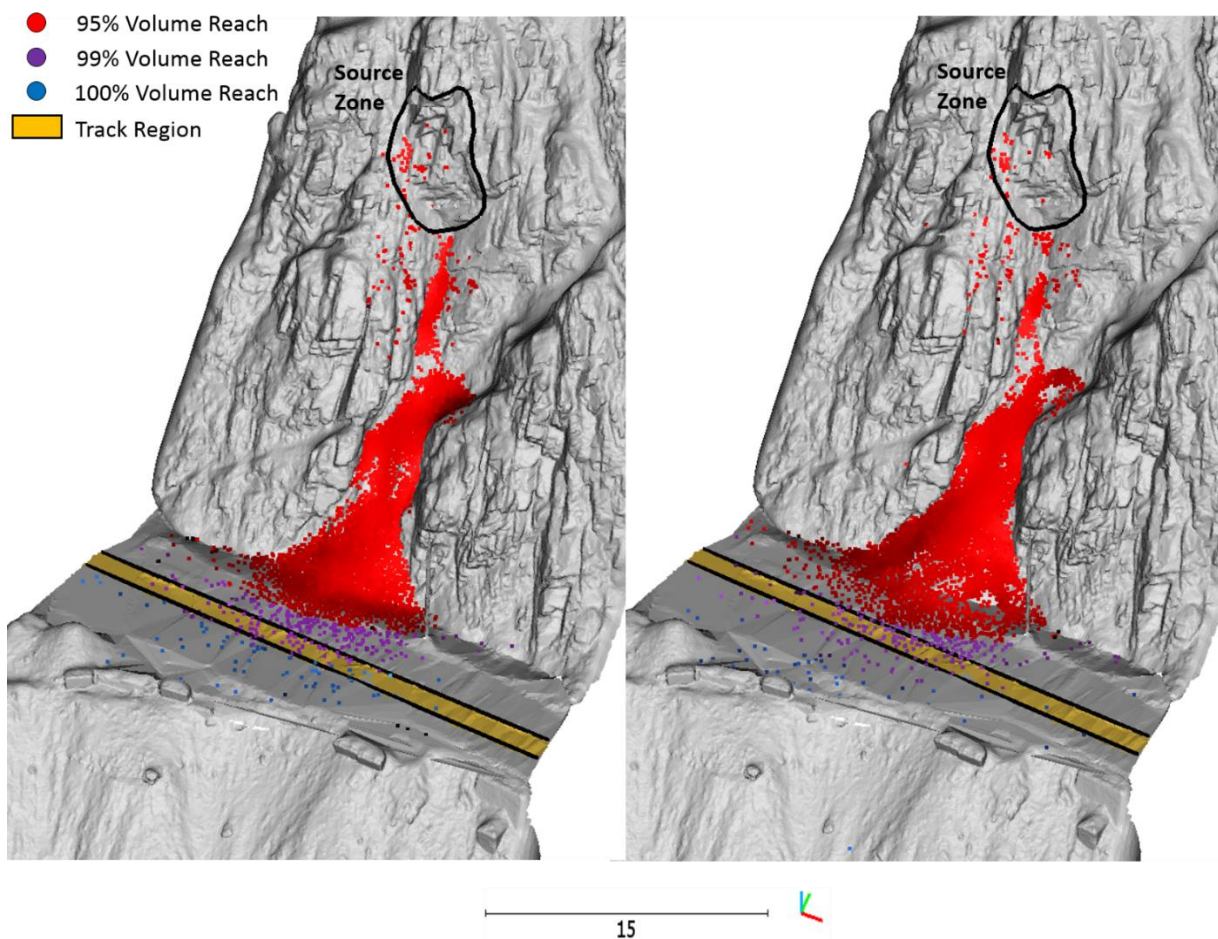 95% Volume Reach
99% Volume Reach
100% Volume Reach
Track Region
Source
Zone
Source
Zone
15